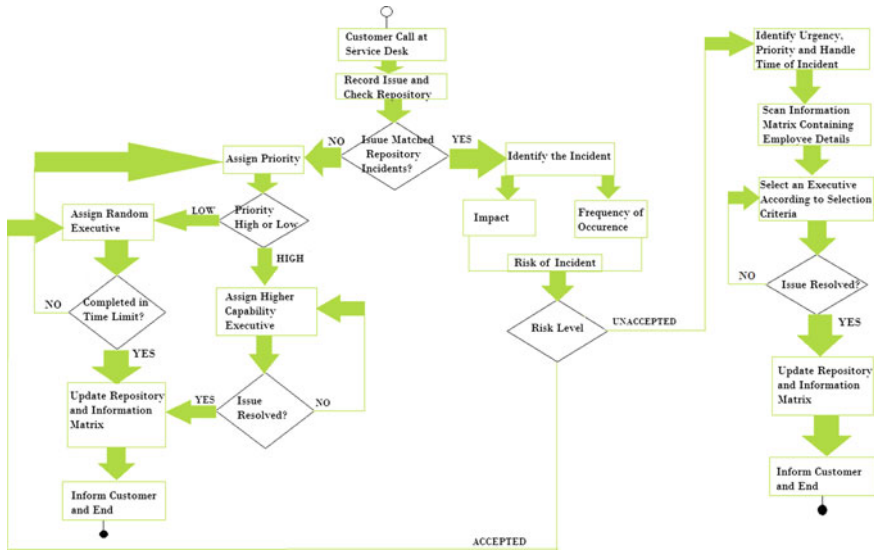 Customer Call at
Service Desk
Record Issue and
Check Repository
Isuue Matched
Repository
Incidents?
NO
YES
Assign Priority
Priority
High or Low
LOW
HIGH
Assign Random
Executive
Completed in
Time Limit?
NO
YES
Assign Higher
Capability
Executive
Issue
Resolved?
YES
NO
Update Repository
and Information
Matrix
Inform Customer
and End
Identify the Incident
Impact
Frequency of
Occurence
Risk of Incident
Risk Level
UNACCEPTED
ACCEPTED
Identify Urgency,
Priority and Handle
Time of Incident
Scan Information
Matrix Containing
Employee Details
Select an Executive
According to Selection
Criteria
Issue Resolved?
NO
YES
Update Repository
and Information
Matrix
Inform Customer
and End